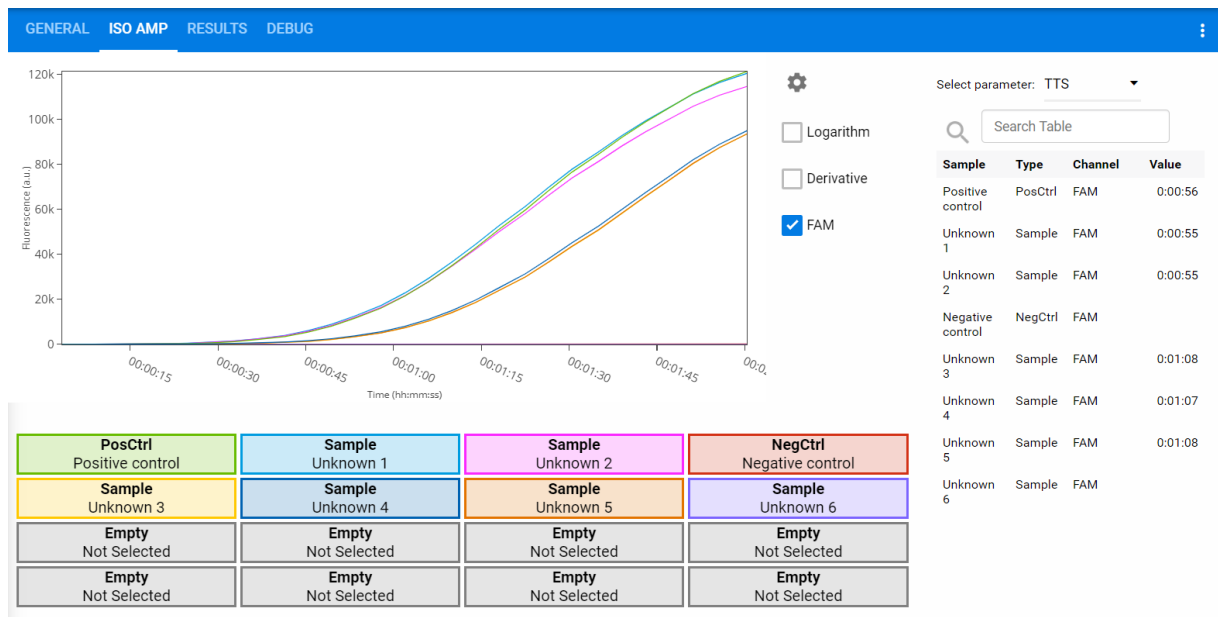 GENERAL ISO AMP RESULTS DEBUG
120k
100k
80k
60k
40k
20k
0
Fluorescence (a.u.)
00:00:15 00:00:30 00:00:45 00:01:00 00:01:15 00:01:30 00:01:45 00:0
Time (hh:mm:ss)
Logarithm
Derivative
FAM
Select parameter: TTS
Search Table
Sample Type Channel Value
Positive control PosCtrl FAM 0:00:56
Unknown 1 Sample FAM 0:00:55
Unknown 2 Sample FAM 0:00:55
Negative control NegCtrl FAM
Unknown 3 Sample FAM 0:01:08
Unknown 4 Sample FAM 0:01:07
Unknown 5 Sample FAM 0:01:08
Unknown 6 Sample FAM
PosCtrl Sample Sample NegCtrl
Positive control Unknown 1 Unknown 2 Negative control
Sample Sample Sample Sample
Unknown 3 Unknown 4 Unknown 5 Unknown 6
Empty Empty Empty Empty
Not Selected Not Selected Not Selected Not Selected
Empty Empty Empty Empty
Not Selected Not Selected Not Selected Not Selected